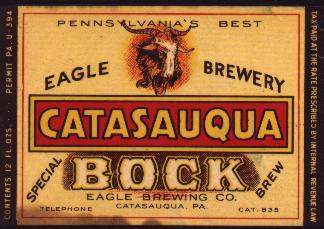 PENNSYLVANIA'S BEST
EAGLE BREWERY
CATASAUQUA
SPECIAL BOCK BREW
EAGLE BREWING CO.
CATASAUQUA, PA.
TELEPHONE CAT. 835
CONTENTS 12 FL. OZS. PERMIT PA. U-394
TAX PAID AT THE RATE PRESCRIBED BY INTERNAL REVENUE LAW